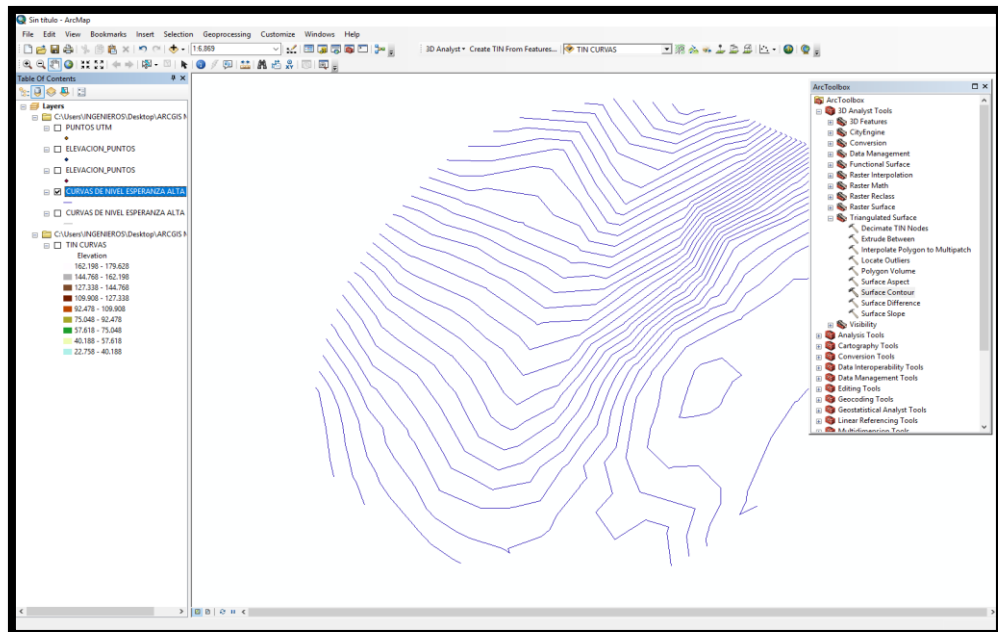 Sin título - ArcMap
File Edit View Bookmarks Insert Selection Geoprocessing Customize Windows Help
1:6.869
3D Analyst Create TIN From Features... TIN CURVAS
Table Of Contents
Layers
C:\Users\INGENIEROS\Desktop\ARCGIS
PUNTOS UTM
ELEVACION_PUNTOS
ELEVACION_PUNTOS
CURVAS DE NIVEL ESPERANZA ALTA
CURVAS DE NIVEL ESPERANZA ALTA
C:\Users\INGENIEROS\Desktop\ARCGIS
TIN CURVAS
Elevation
162.198 - 179.628
144.768 - 162.198
127.338 - 144.768
109.908 - 127.338
92.478 - 109.908
75.048 - 92.478
57.618 - 75.048
40.188 - 57.618
22.758 - 40.188
ArcToolbox
ArcToolbox
3D Analyst Tools
3D Features
CityEngine
Conversion
Data Management
Functional Surface
Raster Interpolation
Raster Math
Raster Reclass
Raster Surface
Triangulated Surface
Decimate TIN Nodes
Extrude Between
Interpolate Polygon to Multipatch
Locate Outliers
Polygon Volume
Surface Aspect
Surface Contour
Surface Difference
Surface Slope
Visibility
Analysis Tools
Cartography Tools
Conversion Tools
Data Interoperability Tools
Data Management Tools
Editing Tools
Geocoding Tools
Geostatistical Analyst Tools
Linear Referencing Tools
Multidimension Tools